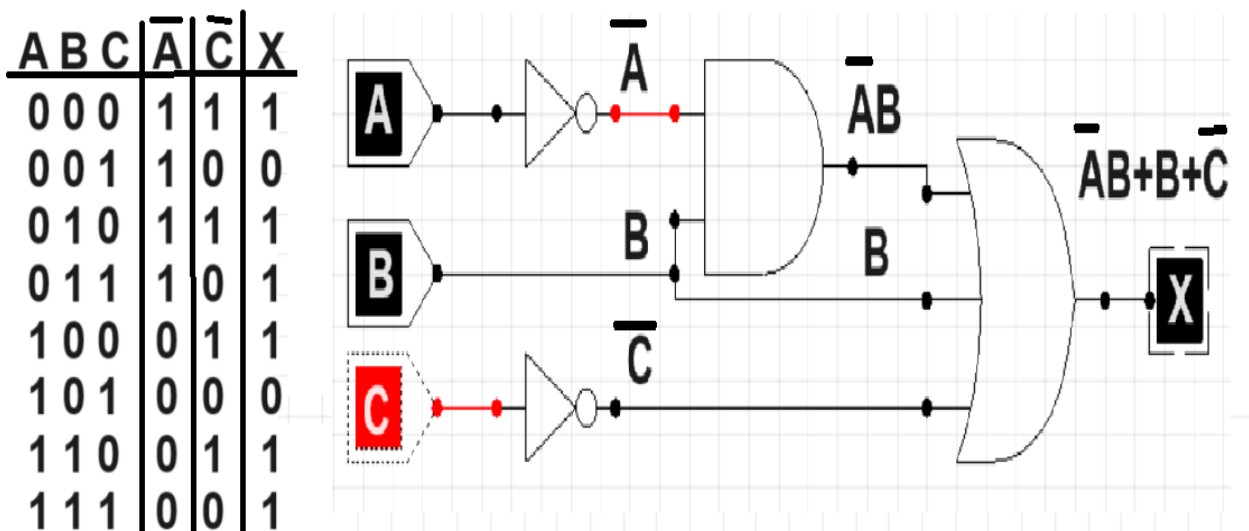 A B C A̅ C̅ X
0 0 0 1 1 1
0 0 1 1 0 0
0 1 0 1 1 1
0 1 1 1 0 1
1 0 0 0 1 1
1 0 1 0 0 0
1 1 0 0 1 1
1 1 1 0 0 1
A
A̅
A̅B
A̅B+B+C̅
B
B
B
X
C
C̅